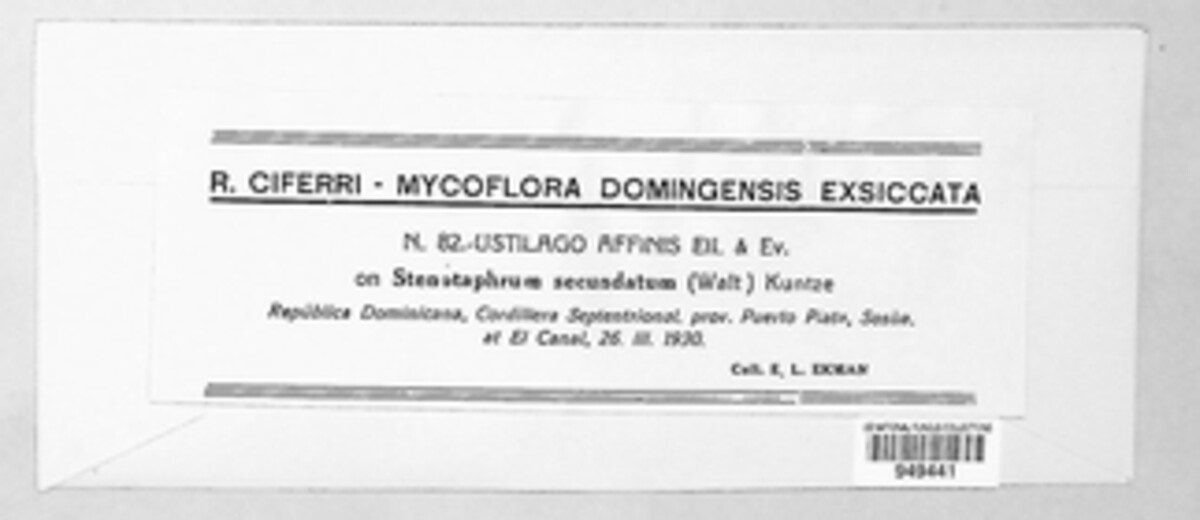 R. CIFERRI - MYCOFLORA DOMINGENSIS EXSICCATA
N. 82.-USTILAGO AFFINIS Ell. & Ev.
on Stenotaphrum secundatum (Walt) Kuntze
República Dominicana, Cordillera Septentrional, prov. Puerto Plata, Sosúa,
at El Canal, 26. III. 1930.
Coll. E. L. EKMAN
949441